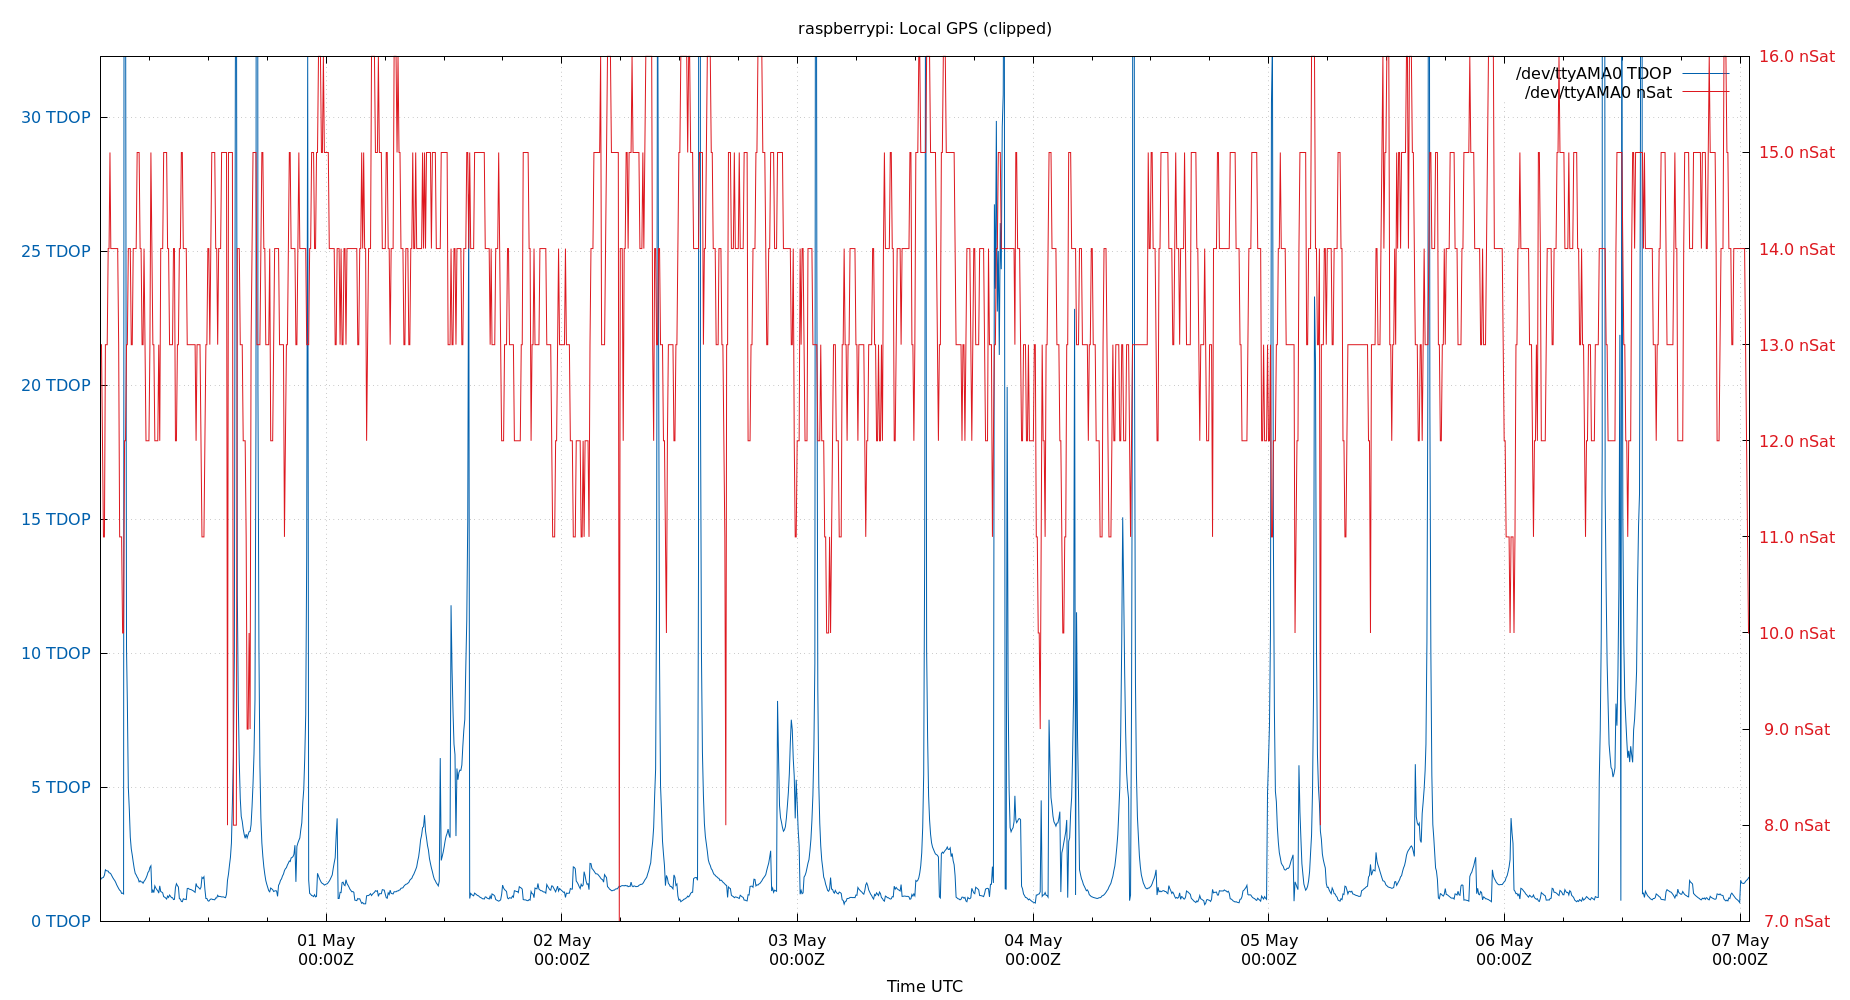 raspberrypi: Local GPS (clipped)
/dev/ttyAMA0 TDOP
/dev/ttyAMA0 nSat
30 TDOP
25 TDOP
20 TDOP
15 TDOP
10 TDOP
5 TDOP
0 TDOP
16.0 nSat
15.0 nSat
14.0 nSat
13.0 nSat
12.0 nSat
11.0 nSat
10.0 nSat
9.0 nSat
8.0 nSat
7.0 nSat
01 May
00:00Z
02 May
00:00Z
03 May
00:00Z
04 May
00:00Z
05 May
00:00Z
06 May
00:00Z
07 May
00:00Z
Time UTC